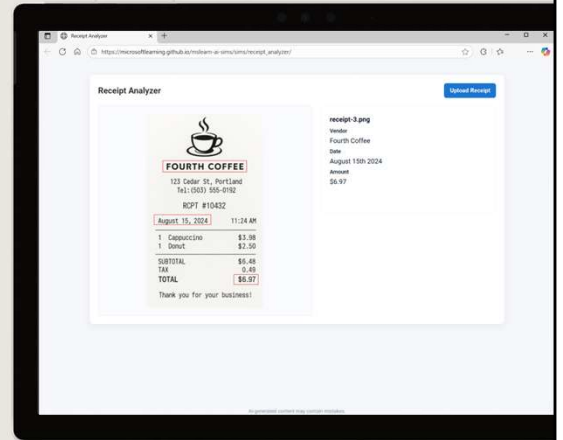 Receipt Analyzer
https://microsoftlearning.github.io/mslearn-ai-sims/sims/receipt_analyzer/
Receipt Analyzer
Upload Receipt
FOURTH COFFEE
123 Cedar St, Portland
Tel:(503) 555-0192
RCPT #10432
August 15, 2024 11:24 AM
1 Cappuccino $3.98
1 Donut $2.50
SUBTOTAL $6.48
TAX 0.49
TOTAL $6.97
Thank you for your business!
receipt-3.png
Vendor
Fourth Coffee
Date
August 15th 2024
Amount
$6.97
AI-generated content may contain mistakes.